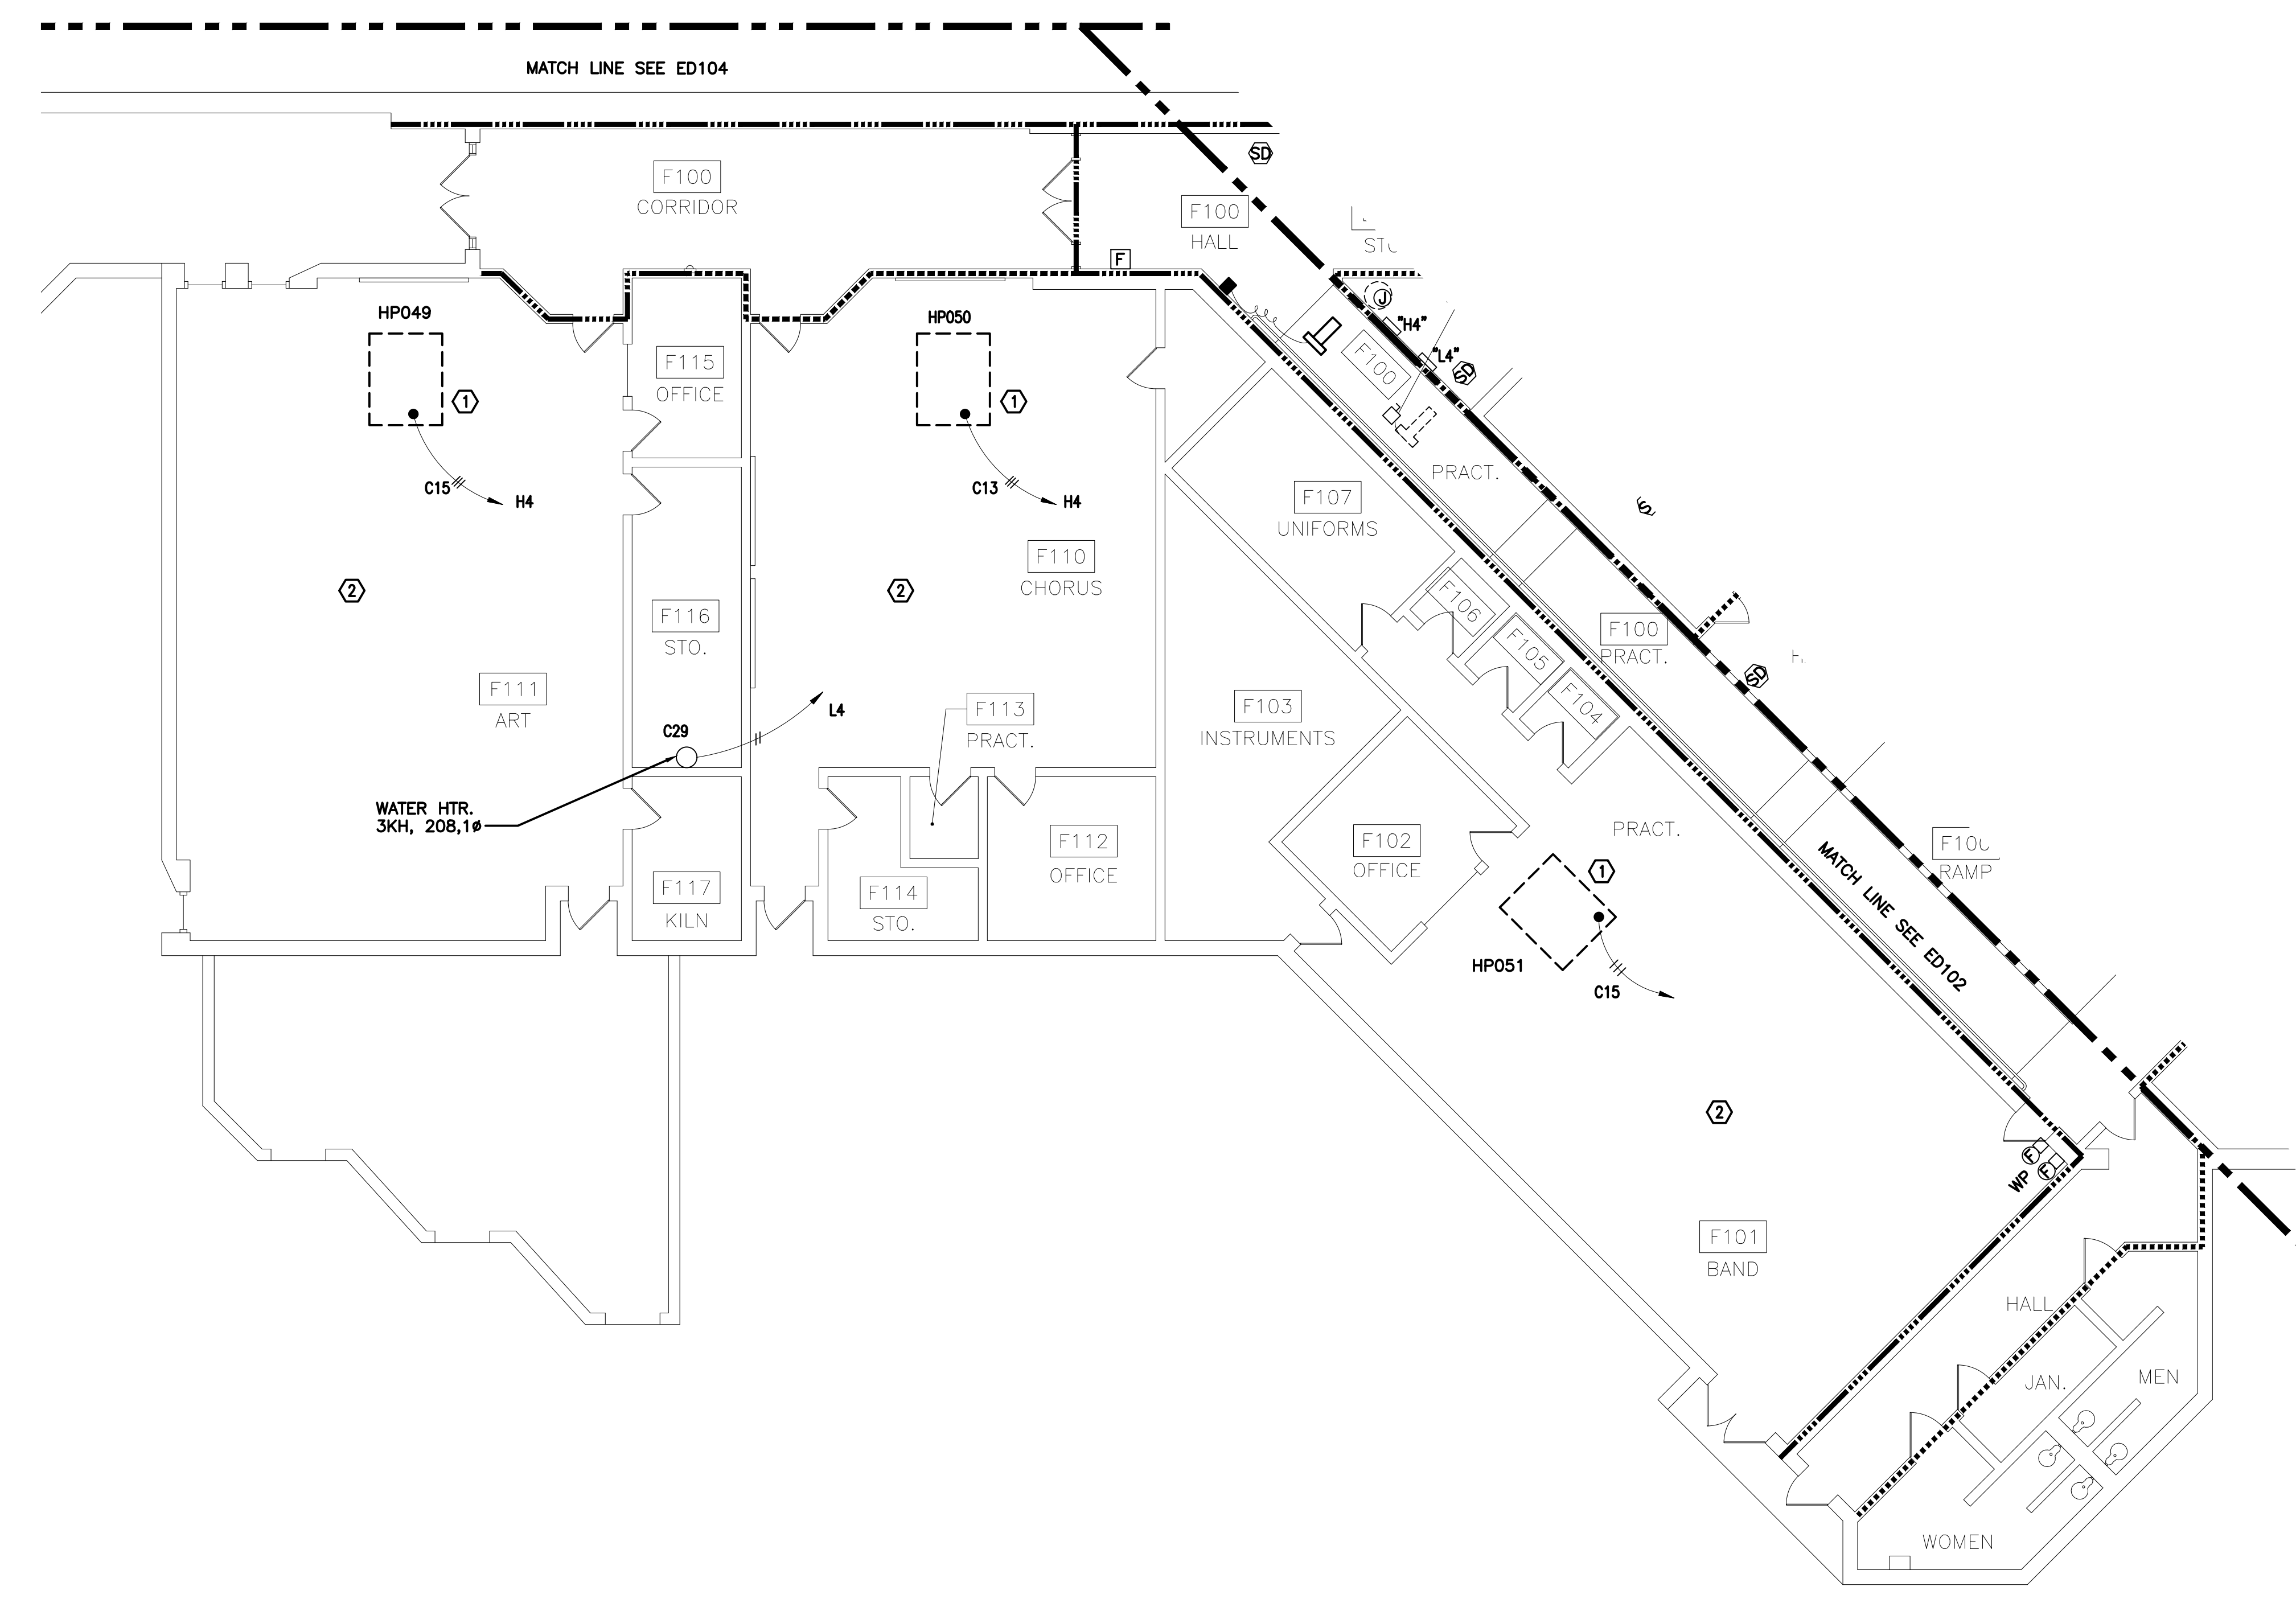 MATCH LINE SEE ED104
SD
F100
CORRIDOR
F100
HALL
F
HP049
1
C15
H4
F115
OFFICE
HP050
1
C13
H4
J
"H4"
"L4"
SD
F100
PRACT.
F107
UNIFORMS
2
2
F110
CHORUS
F116
STO.
F106
F105
F104
F100
PRACT.
SD
F111
ART
C29
L4
F113
PRACT.
F103
INSTRUMENTS
WATER HTR.
3KH, 208,1ø
F112
OFFICE
F102
OFFICE
PRACT.
RAMP
MATCH LINE SEE ED102
F117
KILN
F114
STO.
1
HP051
C15
2
F
F
WP
F101
BAND
HALL
JAN.
MEN
WOMEN